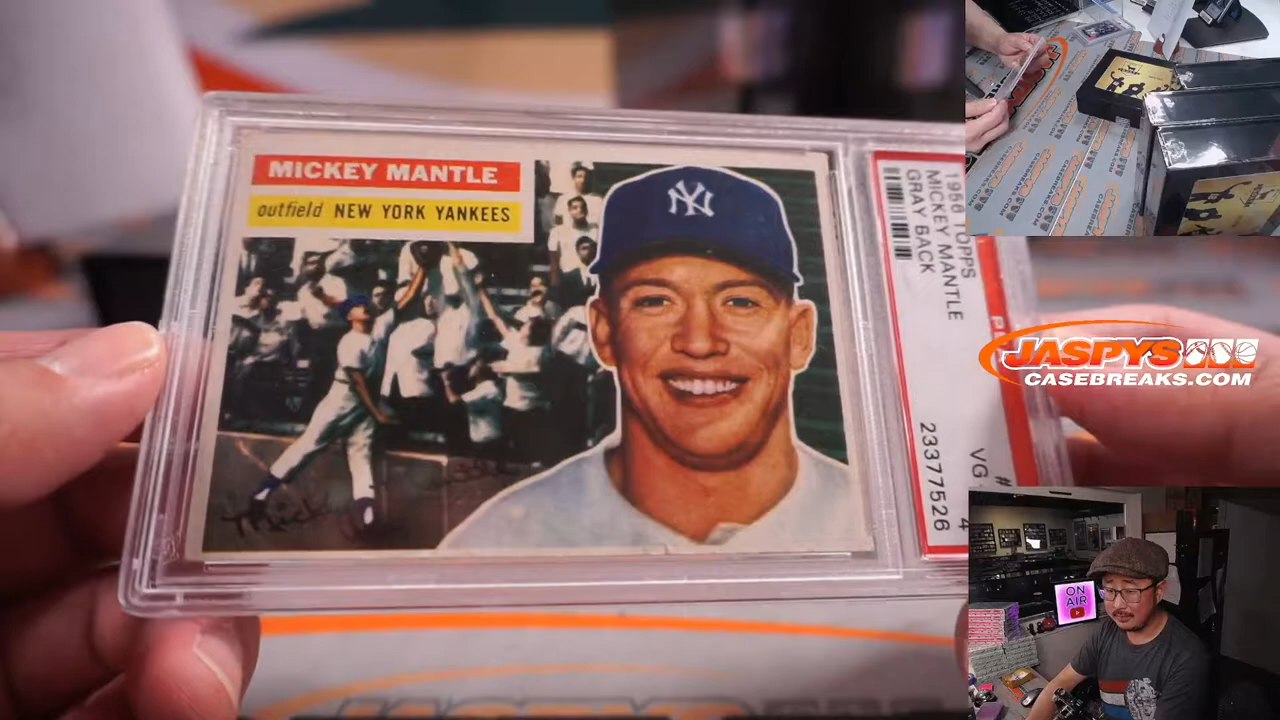 MICKEY MANTLE
outfield NEW YORK YANKEES
NY
1956 TOPPS
MICKEY MANTLE
GRAY BACK
#
VG
4
23377526
JASPYS
CASEBREAKS.COM
ON
AIR